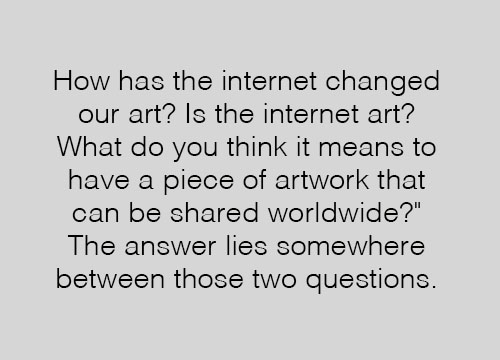 How has the internet changed
our art? Is the internet art?
What do you think it means to
have a piece of artwork that
can be shared worldwide?"
The answer lies somewhere
between those two questions.